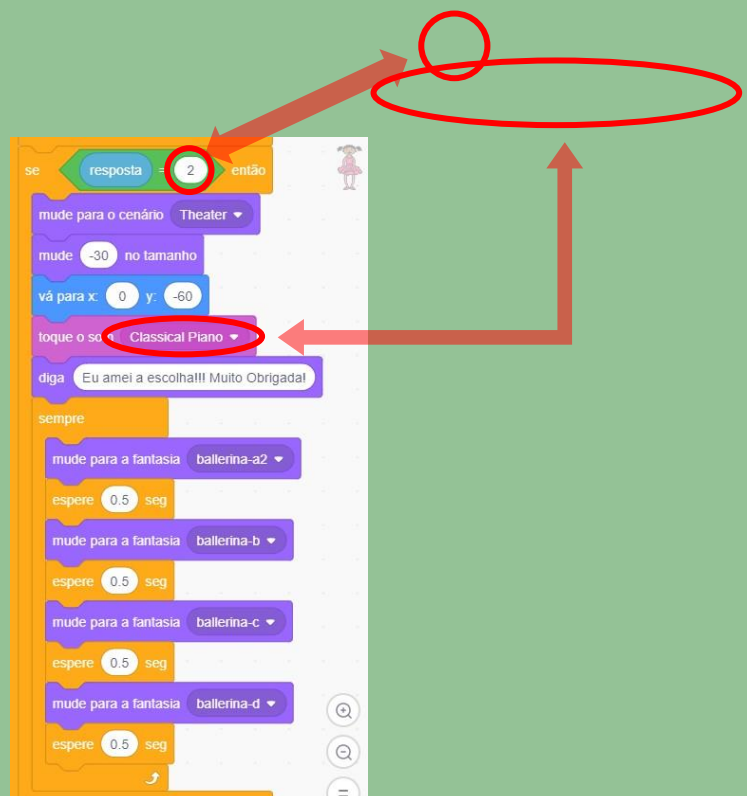 se resposta = 2 então
mude para o cenário Theater
mude -30 no tamanho
vá para x: 0 y: -60
toque o som Classical Piano
diga Eu amei a escolha!!! Muito Obrigada!
sempre
mude para a fantasia ballerina-a2
espere 0.5 seg
mude para a fantasia ballerina-b
espere 0.5 seg
mude para a fantasia ballerina-c
espere 0.5 seg
mude para a fantasia ballerina-d
espere 0.5 seg